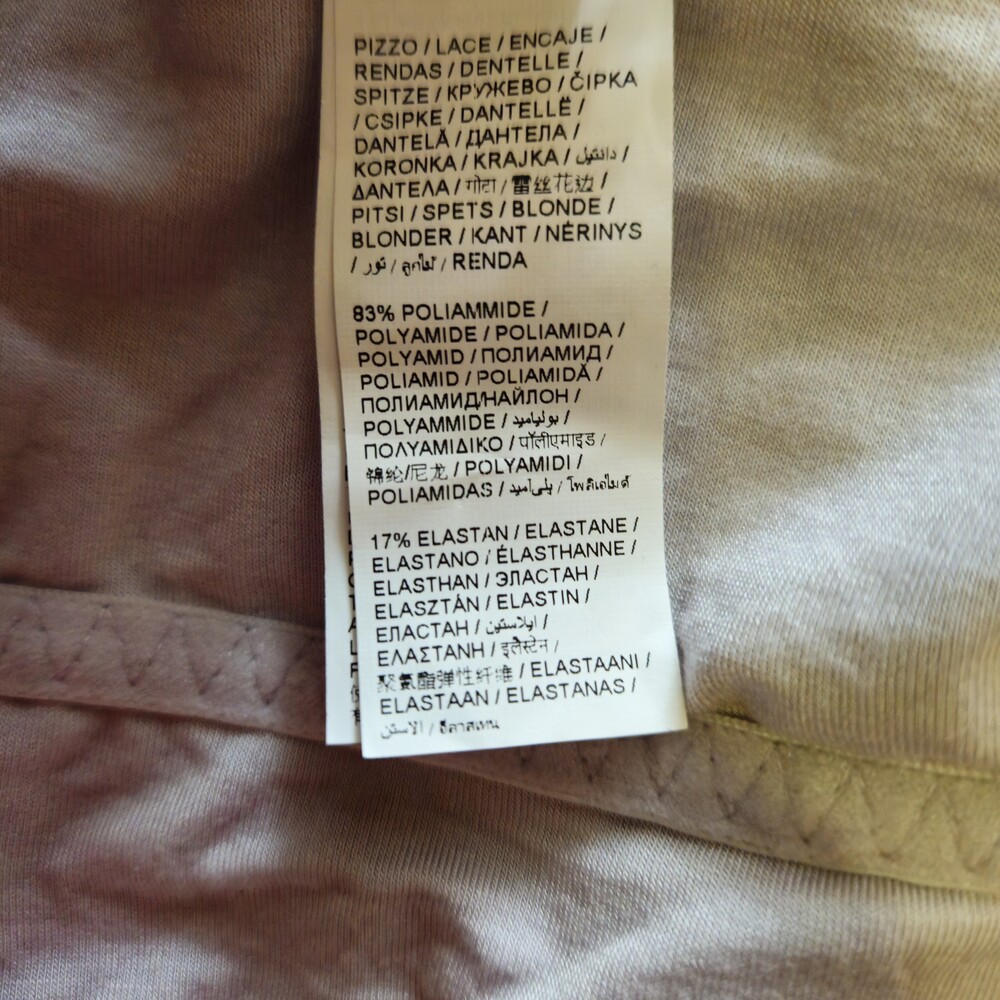 PIZZO / LACE / ENCAJE /
RENDAS / DENTELLE /
SPITZE / КРУЖЕВО / ČIPKA
/ CSIPKE / DANTELLË /
DANTELĂ / ДАНТЕЛА /
KORONKA / KRAJKA / دانتيل /
ΔΑΝΤΕΛΑ / गोटा / 蕾丝花边 /
PITSI / SPETS / BLONDE /
BLONDER / KANT / NĖRINYS
/ تور / ลูกไม้ / RENDA
83% POLIAMMIDE /
POLYAMIDE / POLIAMIDA /
POLYAMID / ПОЛИАМИД /
POLIAMID / POLIAMIDĂ /
ПОЛИАМИД/НАЙЛОН /
POLYAMMIDE / بولياميد /
ΠΟΛΥΑΜΙΔΙΚΟ / पॉलीएमाइड /
锦纶/尼龙 / POLYAMIDI /
POLIAMIDAS / پلی‌آمید / โพลีเอไมด์
17% ELASTAN / ELASTANE /
ELASTANO / ÉLASTHANNE /
ELASTHAN / ЭЛАСТАН /
ELASZTÁN / ELASTIN /
ЕЛАСТАН / ايلاستين /
ΕΛΑΣΤΑΝΗ / इलैस्टेन /
聚氨酯弹性纤维 / ELASTAANI /
ELASTAAN / ELASTANAS /
الاستن / อีลาสเทน